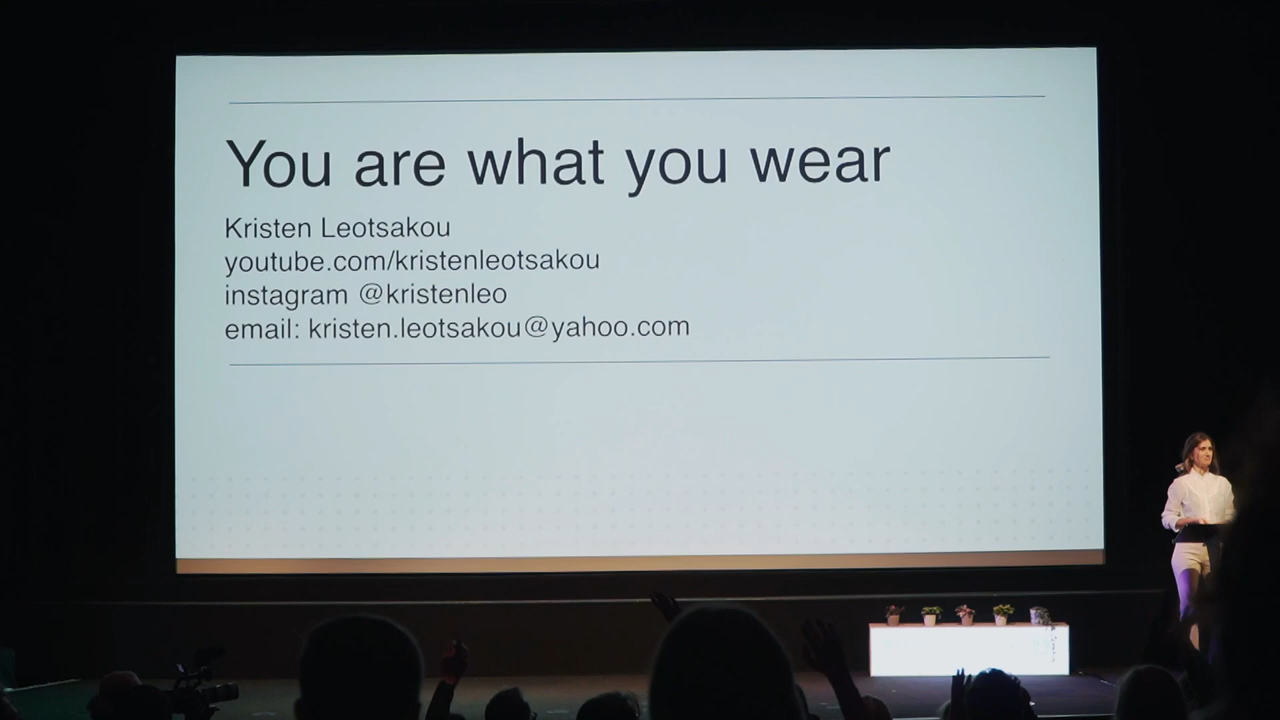 You are what you wear
Kristen Leotsakou
youtube.com/kristenleotsakou
instagram @kristenleo
email: kristen.leotsakou@yahoo.com